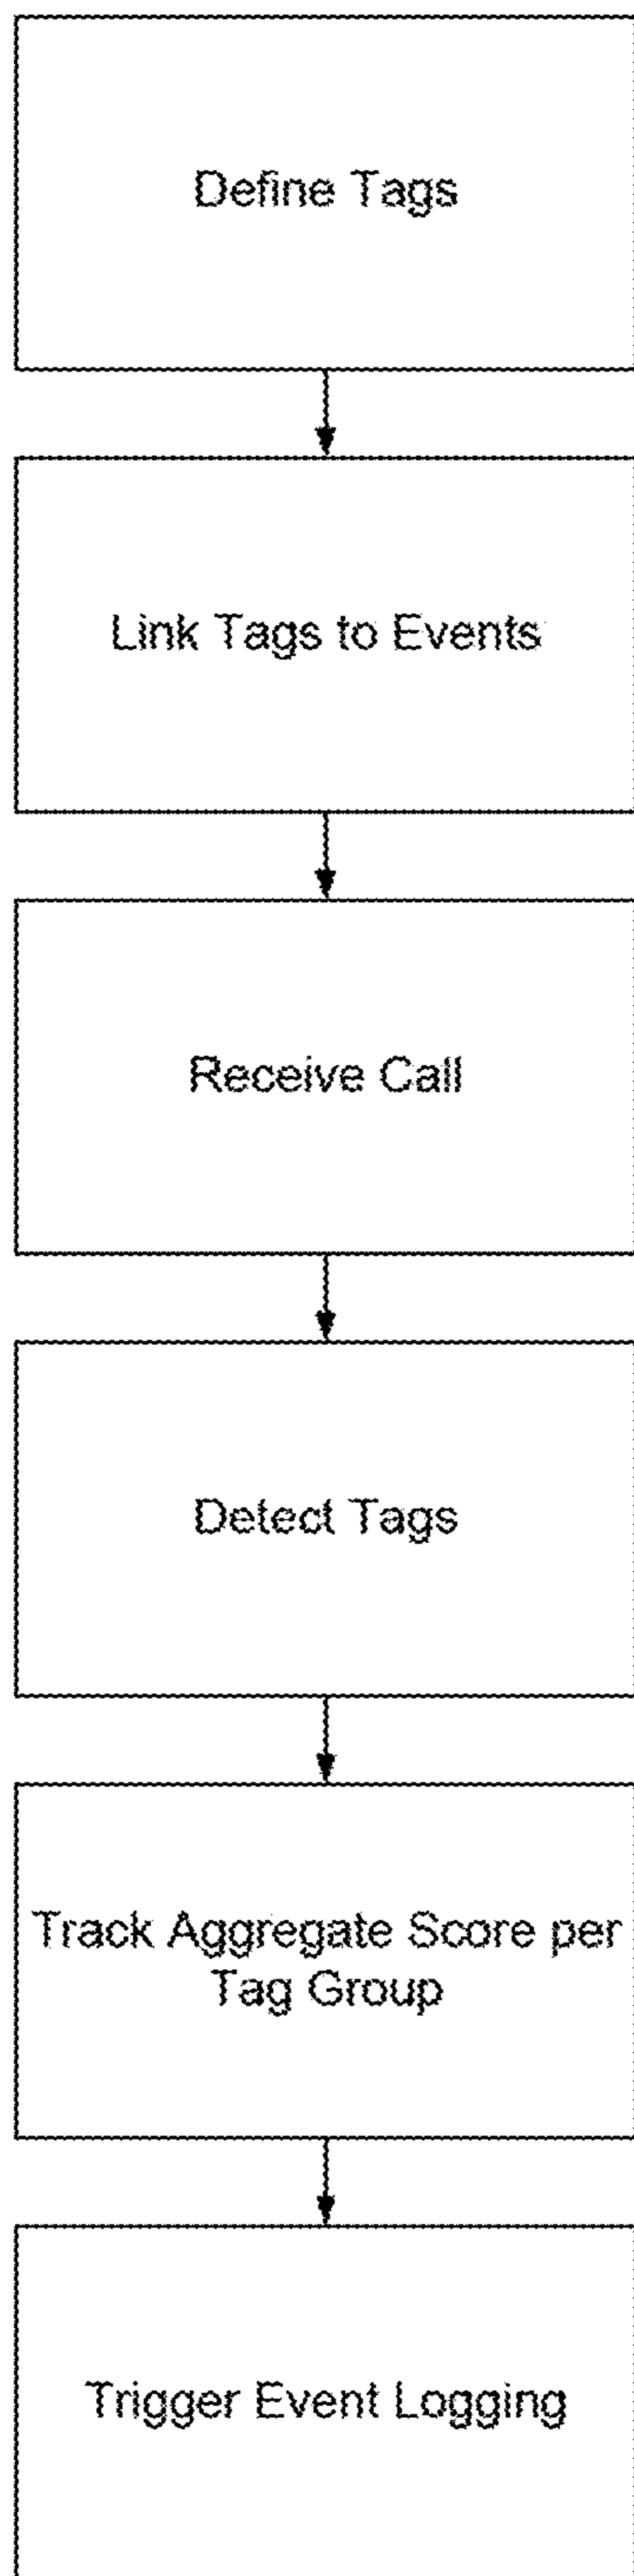 Define Tags
Link Tags to Events
Receive Call
Detect Tags
Track Aggregate Score per
Tag Group
Trigger Event Logging